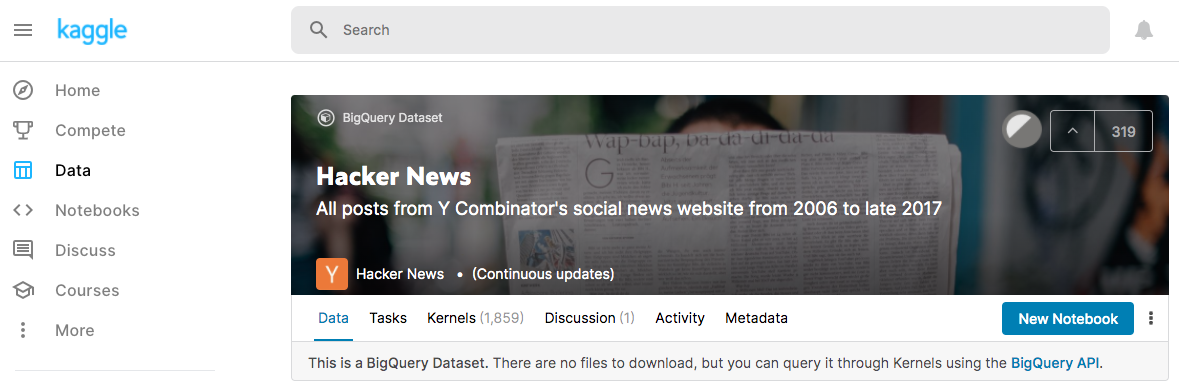 kaggle
Search
Home
Compete
Data
Notebooks
Discuss
Courses
More
BigQuery Dataset
319
Wap-bap, ba-da-di-da-da
G
Hacker News
All posts from Y Combinator's social news website from 2006 to late 2017
Y Hacker News • (Continuous updates)
Data Tasks Kernels (1,859) Discussion (1) Activity Metadata New Notebook
This is a BigQuery Dataset. There are no files to download, but you can query it through Kernels using the BigQuery API.